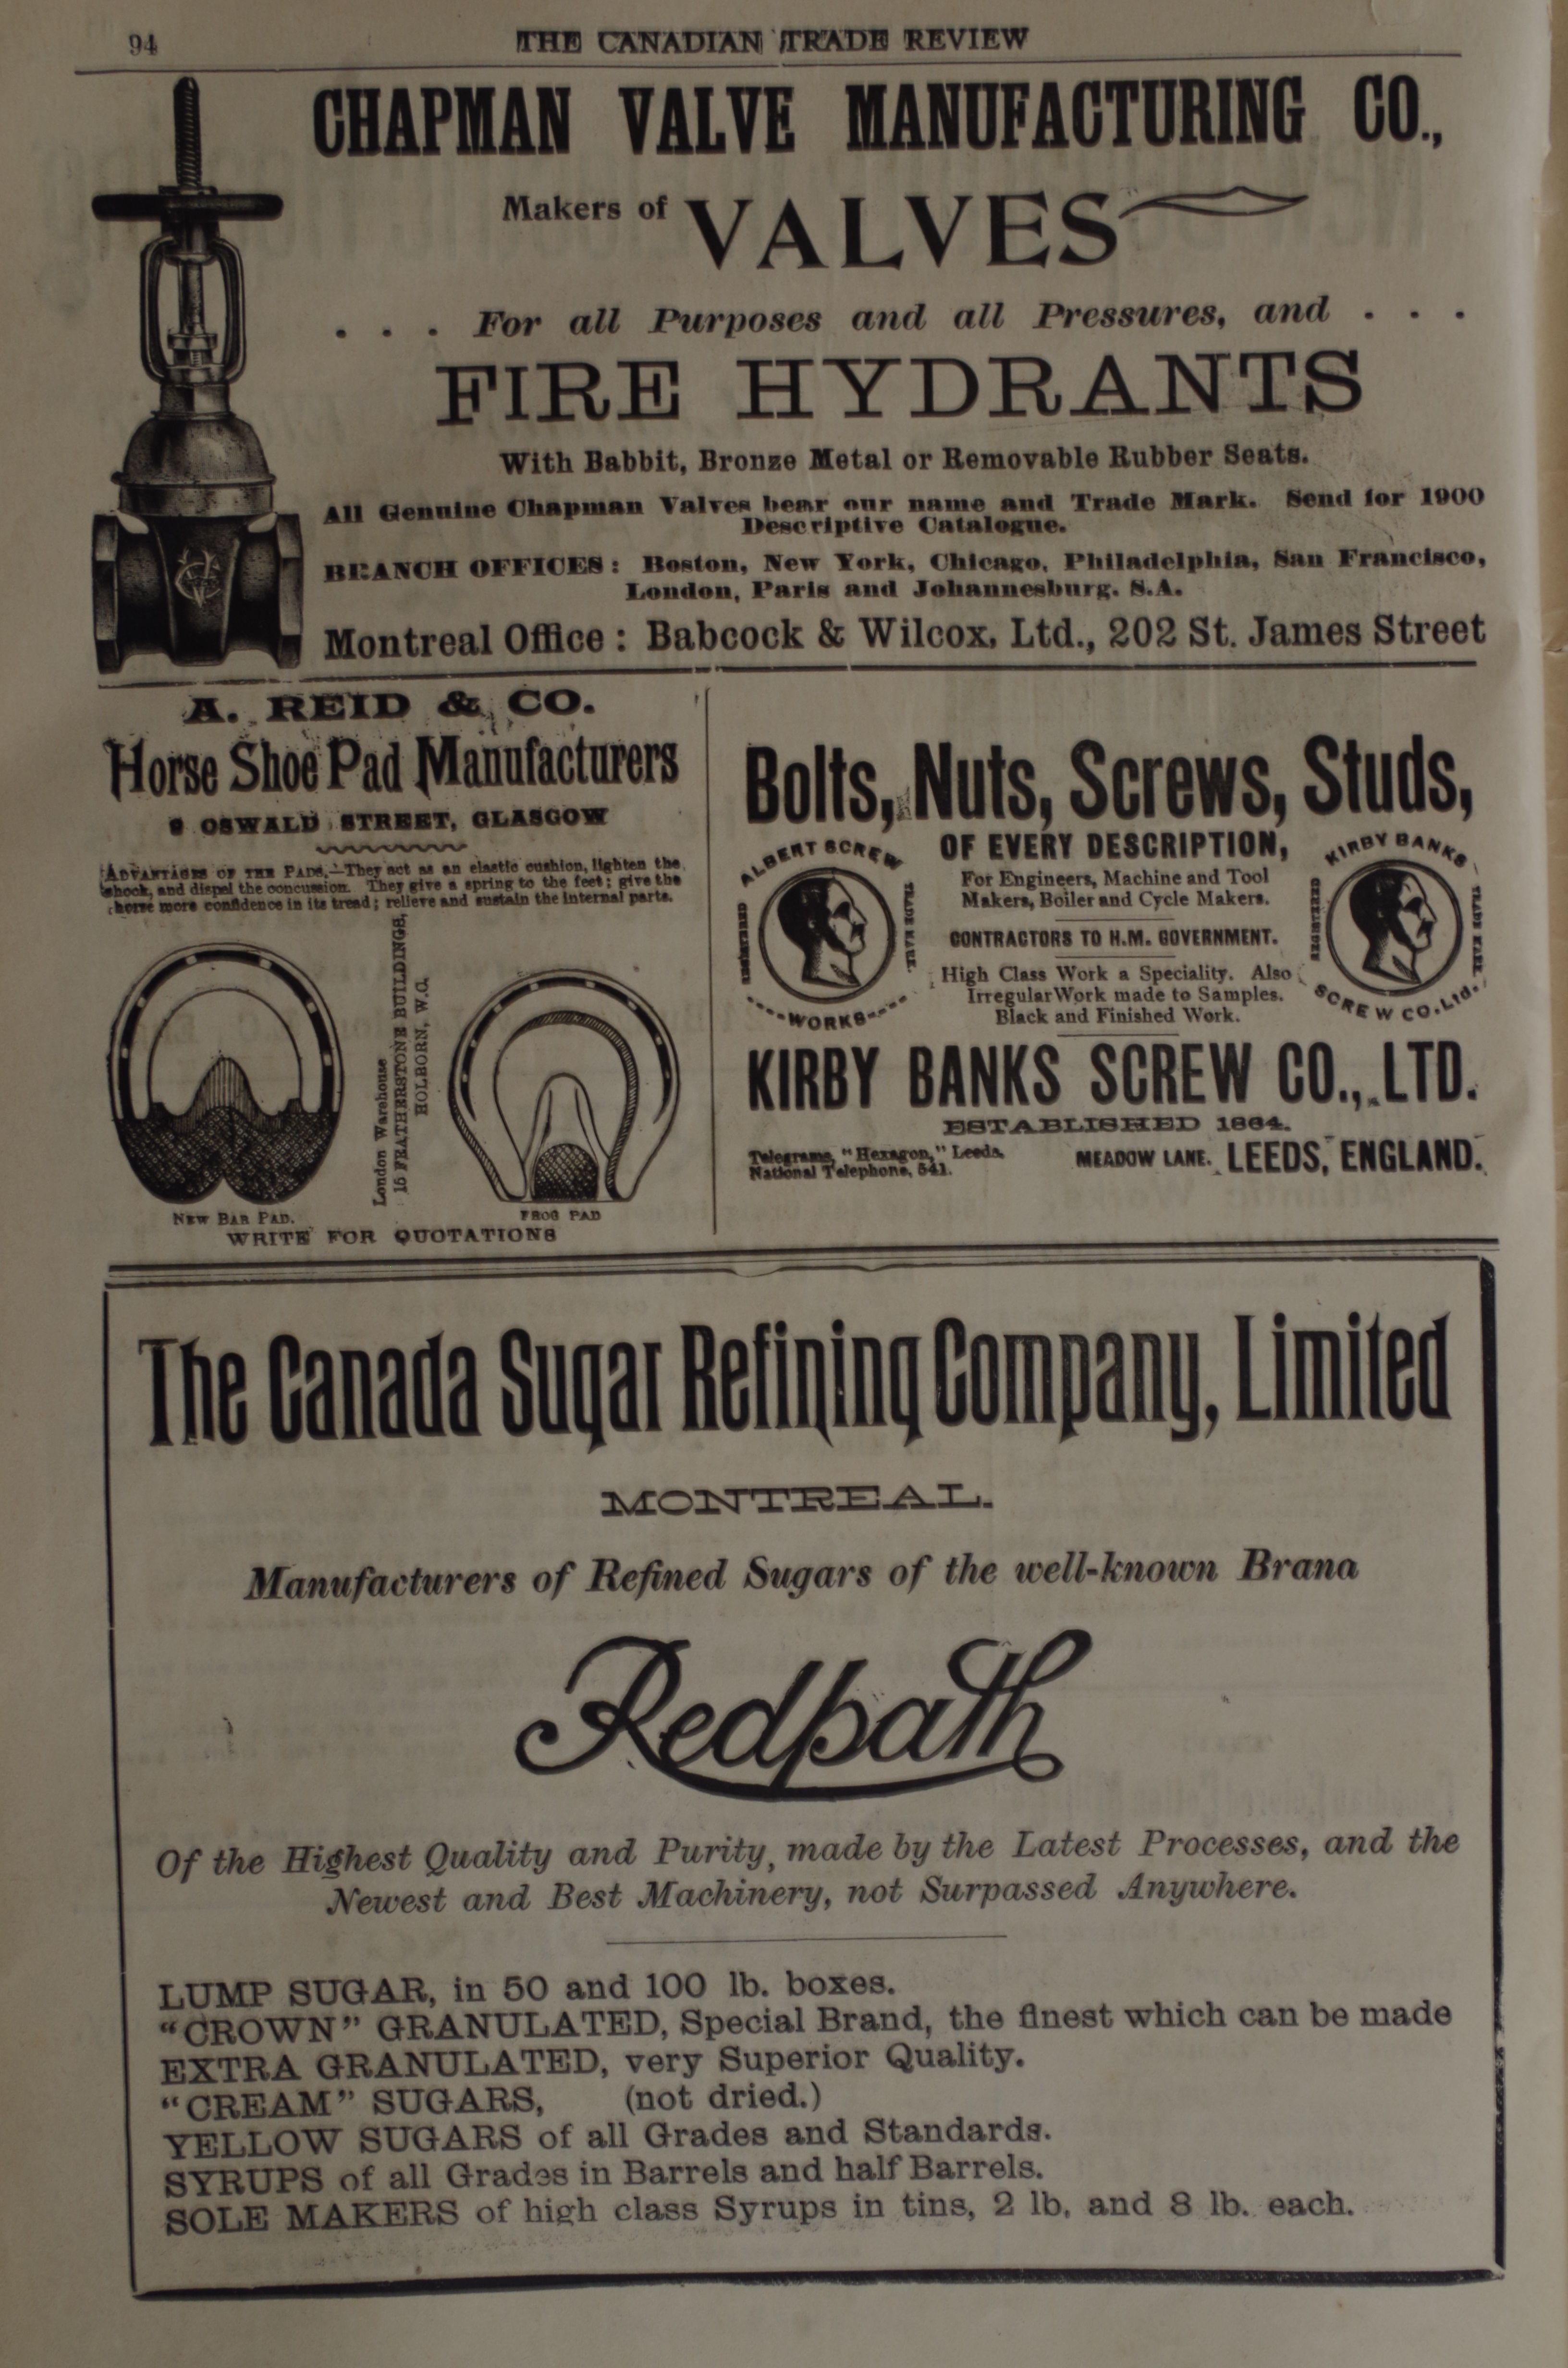 94
THE CANADIAN TRADE REVIEW
CHAPMAN VALVE MANUFACTURING CO.,
Makers of VALVES
. . . For all Purposes and all Pressures, and . . .
FIRE HYDRANTS
With Babbit, Bronze Metal or Removable Rubber Seats.
All Genuine Chapman Valves bear our name and Trade Mark. Send for 1900
Descriptive Catalogue.
BRANCH OFFICES: Boston, New York, Chicago, Philadelphia, San Francisco,
London, Paris and Johannesburg. S.A.
Montreal Office: Babcock & Wilcox, Ltd., 202 St. James Street
A. REID & CO.
Horse Shoe Pad Manufacturers
OSWALD STREET, GLASGOW
ADVANTAGES OF THE PADS.—They act as an elastic cushion, lighten the
shock, and dispel the concussion. They give a spring to the feet; give the
horse more confidence in its tread; relieve and sustain the internal parts.
London Warehouse
15 FEATHERSTONE BUILDINGS,
HOLBORN, W.C.
NEW BAR PAD.
FROG PAD
WRITE FOR QUOTATIONS
Bolts, Nuts, Screws, Studs,
OF EVERY DESCRIPTION,
For Engineers, Machine and Tool
Makers, Boiler and Cycle Makers.
CONTRACTORS TO H.M. GOVERNMENT.
High Class Work a Speciality. Also
Irregular Work made to Samples.
Black and Finished Work.
ALBERT SCREW
REGISTERED
TRADE MARK.
WORKS
KIRBY BANKS
REGISTERED
TRADE MARK.
SCREW CO. Ltd.
KIRBY BANKS SCREW CO., LTD.
ESTABLISHED 1864.
Telegrams, "Hexagon," Leeds.
National Telephone, 541.
MEADOW LANE. LEEDS, ENGLAND.
The Canada Sugar Refining Company, Limited
MONTREAL.
Manufacturers of Refined Sugars of the well-known Brand
Redpath
Of the Highest Quality and Purity, made by the Latest Processes, and the
Newest and Best Machinery, not Surpassed Anywhere.
LUMP SUGAR, in 50 and 100 lb. boxes.
"CROWN" GRANULATED, Special Brand, the finest which can be made
EXTRA GRANULATED, very Superior Quality.
"CREAM" SUGARS, (not dried.)
YELLOW SUGARS of all Grades and Standards.
SYRUPS of all Grades in Barrels and half Barrels.
SOLE MAKERS of high class Syrups in tins, 2 lb. and 8 lb. each.